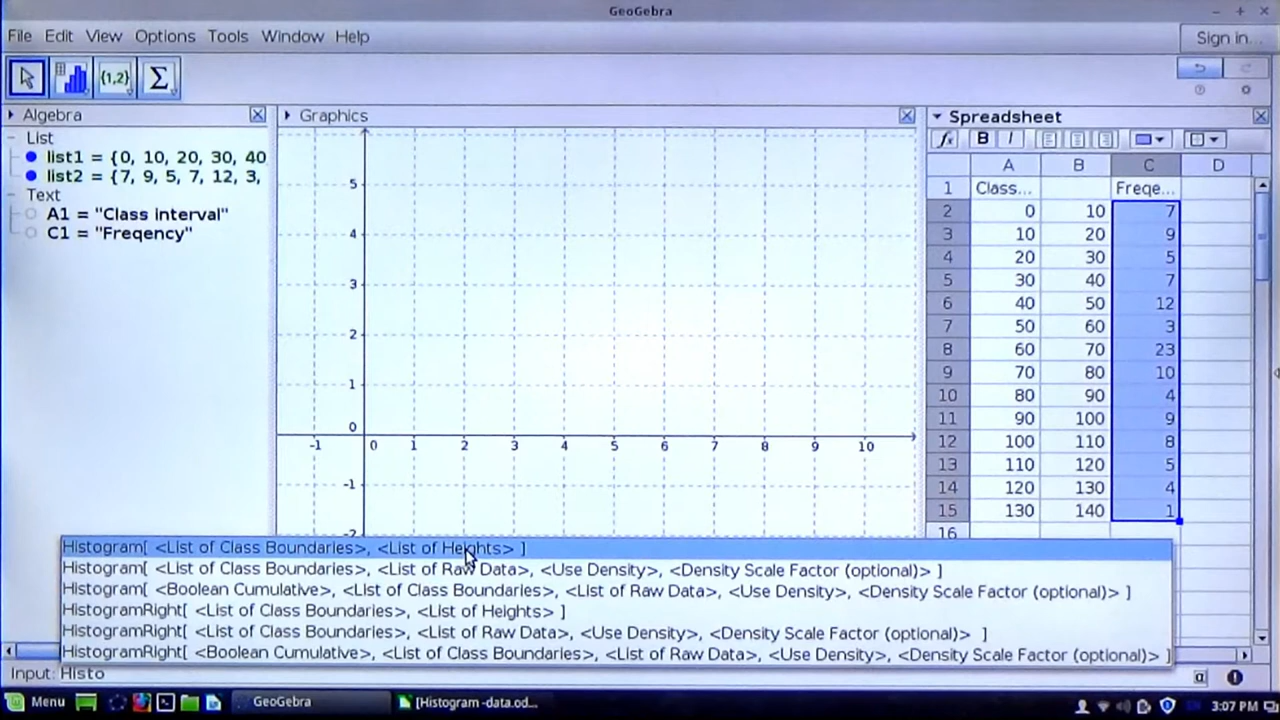 GeoGebra
File Edit View Options Tools Window Help
Sign in...
{1,2} Σ
Algebra
List
list1 = {0, 10, 20, 30, 40
list2 = {7, 9, 5, 7, 12, 3,
Text
A1 = "Class interval"
C1 = "Freqency"
Graphics
5
4
3
2
1
0
-1 0 1 2 3 4 5 6 7 8 9 10
-1
-2
Spreadsheet
fx B I
A B C D
1 Class... Freqe...
2 0 10 7
3 10 20 9
4 20 30 5
5 30 40 7
6 40 50 12
7 50 60 3
8 60 70 23
9 70 80 10
10 80 90 4
11 90 100 9
12 100 110 8
13 110 120 5
14 120 130 4
15 130 140 1
16
Histogram[ <List of Class Boundaries>, <List of Heights> ]
Histogram[ <List of Class Boundaries>, <List of Raw Data>, <Use Density>, <Density Scale Factor (optional)> ]
Histogram[ <Boolean Cumulative>, <List of Class Boundaries>, <List of Raw Data>, <Use Density>, <Density Scale Factor (optional)> ]
HistogramRight[ <List of Class Boundaries>, <List of Heights> ]
HistogramRight[ <List of Class Boundaries>, <List of Raw Data>, <Use Density>, <Density Scale Factor (optional)> ]
HistogramRight[ <Boolean Cumulative>, <List of Class Boundaries>, <List of Raw Data>, <Use Density>, <Density Scale Factor (optional)> ]
Input: Histo
α
Menu GeoGebra [Histogram -data.od... 3:07 PM